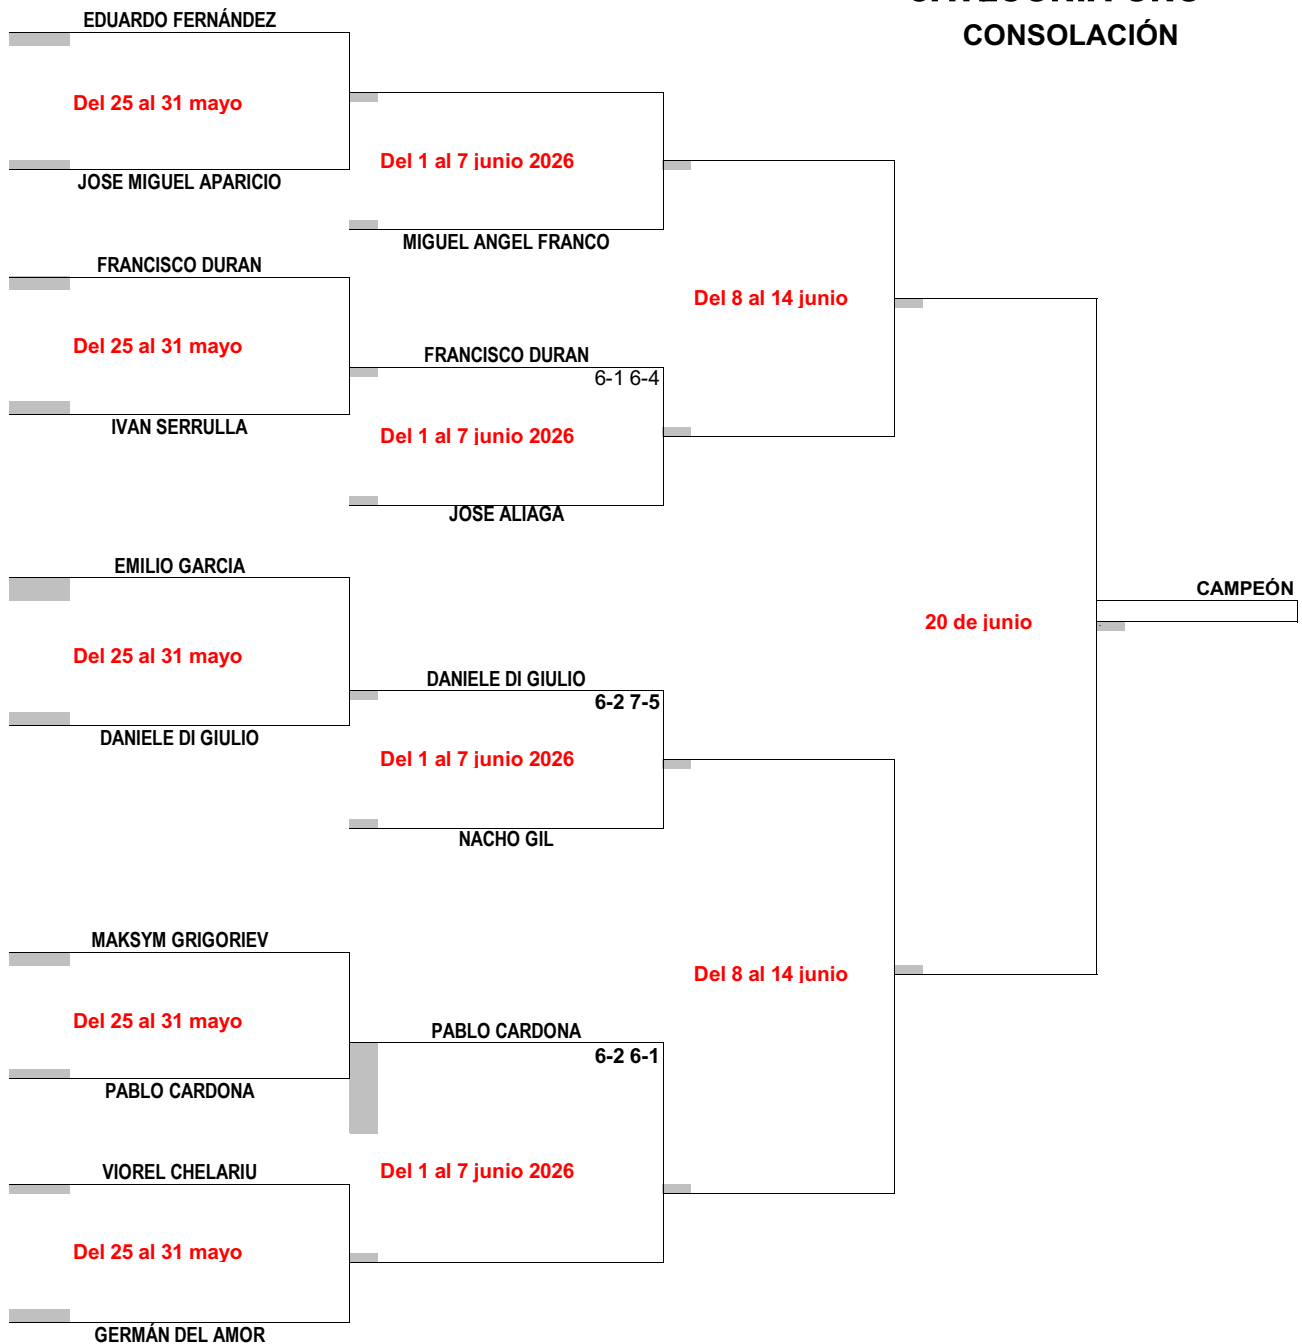 CONSOLACIÓN
EDUARDO FERNÁNDEZ
Del 25 al 31 mayo
JOSE MIGUEL APARICIO
Del 1 al 7 junio 2026
MIGUEL ANGEL FRANCO
FRANCISCO DURAN
Del 25 al 31 mayo
IVAN SERRULLA
Del 8 al 14 junio
FRANCISCO DURAN
6-1 6-4
Del 1 al 7 junio 2026
JOSE ALIAGA
EMILIO GARCIA
Del 25 al 31 mayo
DANIELE DI GIULIO
CAMPEÓN
20 de junio
DANIELE DI GIULIO
6-2 7-5
Del 1 al 7 junio 2026
NACHO GIL
MAKSYM GRIGORIEV
Del 25 al 31 mayo
PABLO CARDONA
Del 8 al 14 junio
PABLO CARDONA
6-2 6-1
Del 1 al 7 junio 2026
VIOREL CHELARIU
Del 25 al 31 mayo
GERMÁN DEL AMOR